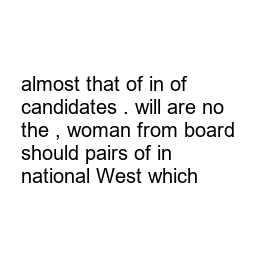 almost that of in of
candidates . will are no
the , woman from board
should pairs of in
national West which